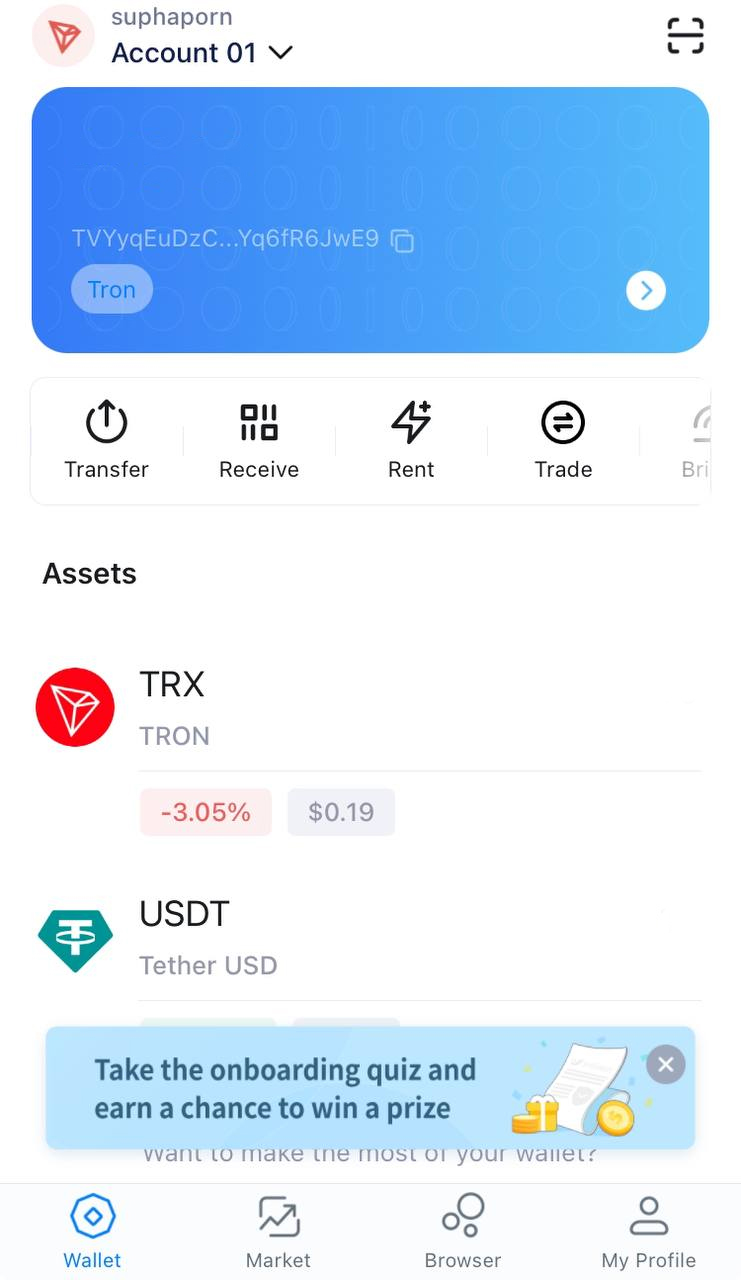 suphaporn
Account 01
TVYyqEuDzC...Yq6fR6JwE9
Tron
Transfer
Receive
Rent
Trade
Bri
Assets
TRX
TRON
-3.05%
$0.19
USDT
Tether USD
Take the onboarding quiz and
earn a chance to win a prize
Want to make the most of your wallet?
Wallet
Market
Browser
My Profile